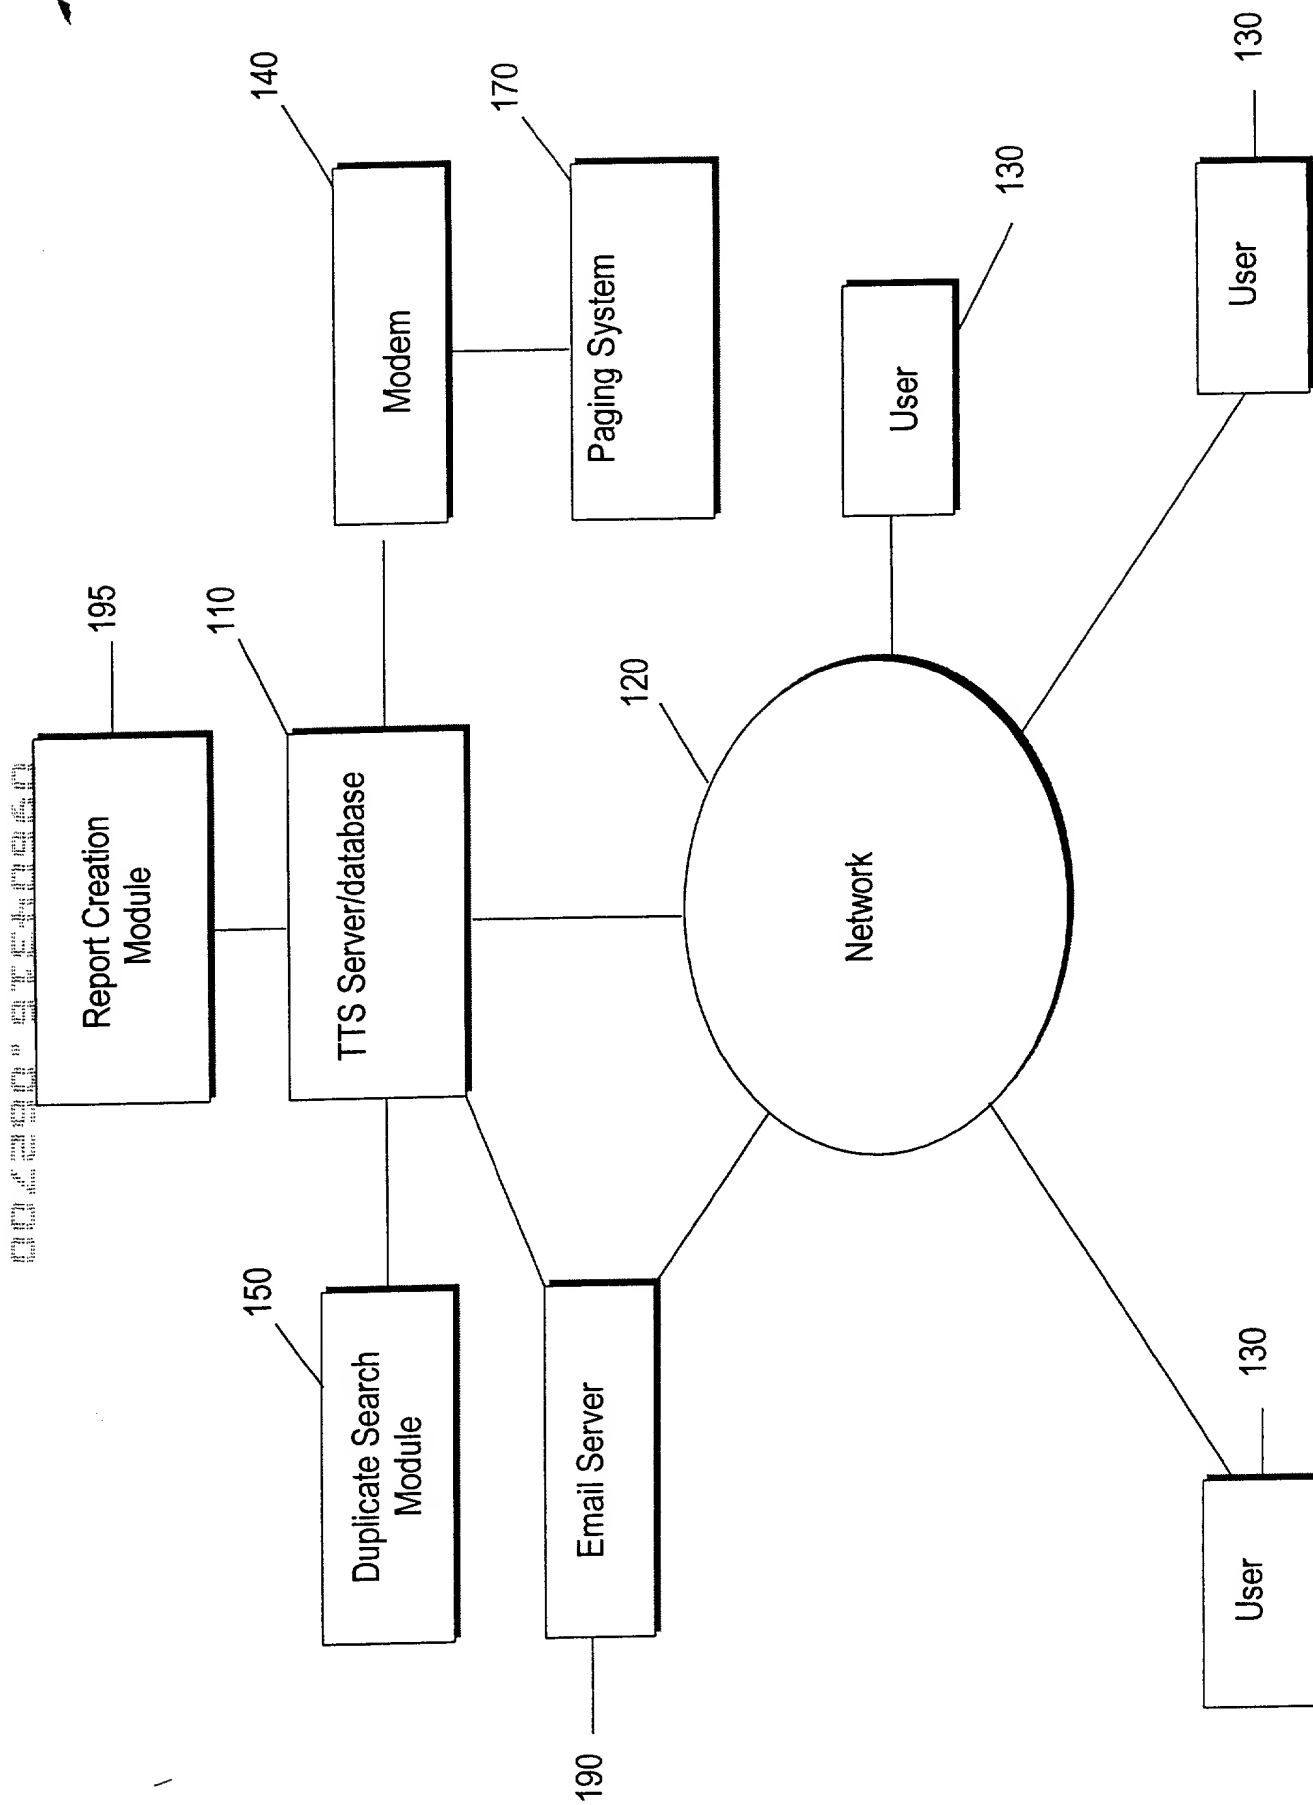 195
Report Creation
Module
110
TTS Server/database
140
Modem
150
Duplicate Search
Module
170
Paging System
190
Email Server
120
Network
130
User
130
User
130
User